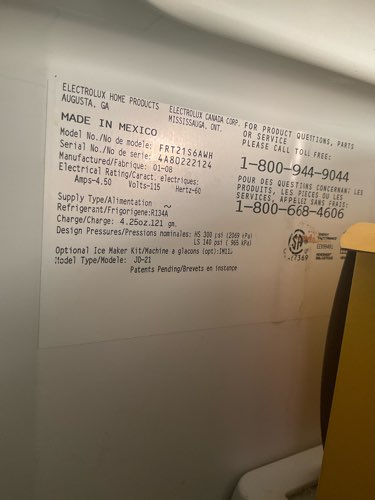 ELECTROLUX HOME PRODUCTS
AUGUSTA, GA
ELECTROLUX CANADA CORP.
MISSISSAUGA, ONT.
MADE IN MEXICO
Model No./No de modele: FRT21S6AWH
Serial No./No de serie: 4A80222124
Manufactured/Fabrique: 01-08
Electrical Rating/Caract. electriques:
Amps-4.50 Volts-115 Hertz-60
Supply Type/Alimentation ~
Refrigerant/Frigorigene:R134A
Charge/Charge: 4.25oz.121 gm.
Design Pressures/Pressions nominales: HS 300 psi (2069 kPa)
LS 140 psi ( 965 kPa)
Optional Ice Maker Kit/Machine a glacons (opt):
Model Type/Modele: JD-21
Patents Pending/Brevets en instance
FOR PRODUCT QUESTIONS, PARTS
OR SERVICE
PLEASE CALL TOLL FREE:
1-800-944-9044
POUR DES QUESTIONS CONCERNANT LES
PRODUITS, LES PIECES OU LES
SERVICES, APPELEZ SANS FRAIS:
1-800-668-4606